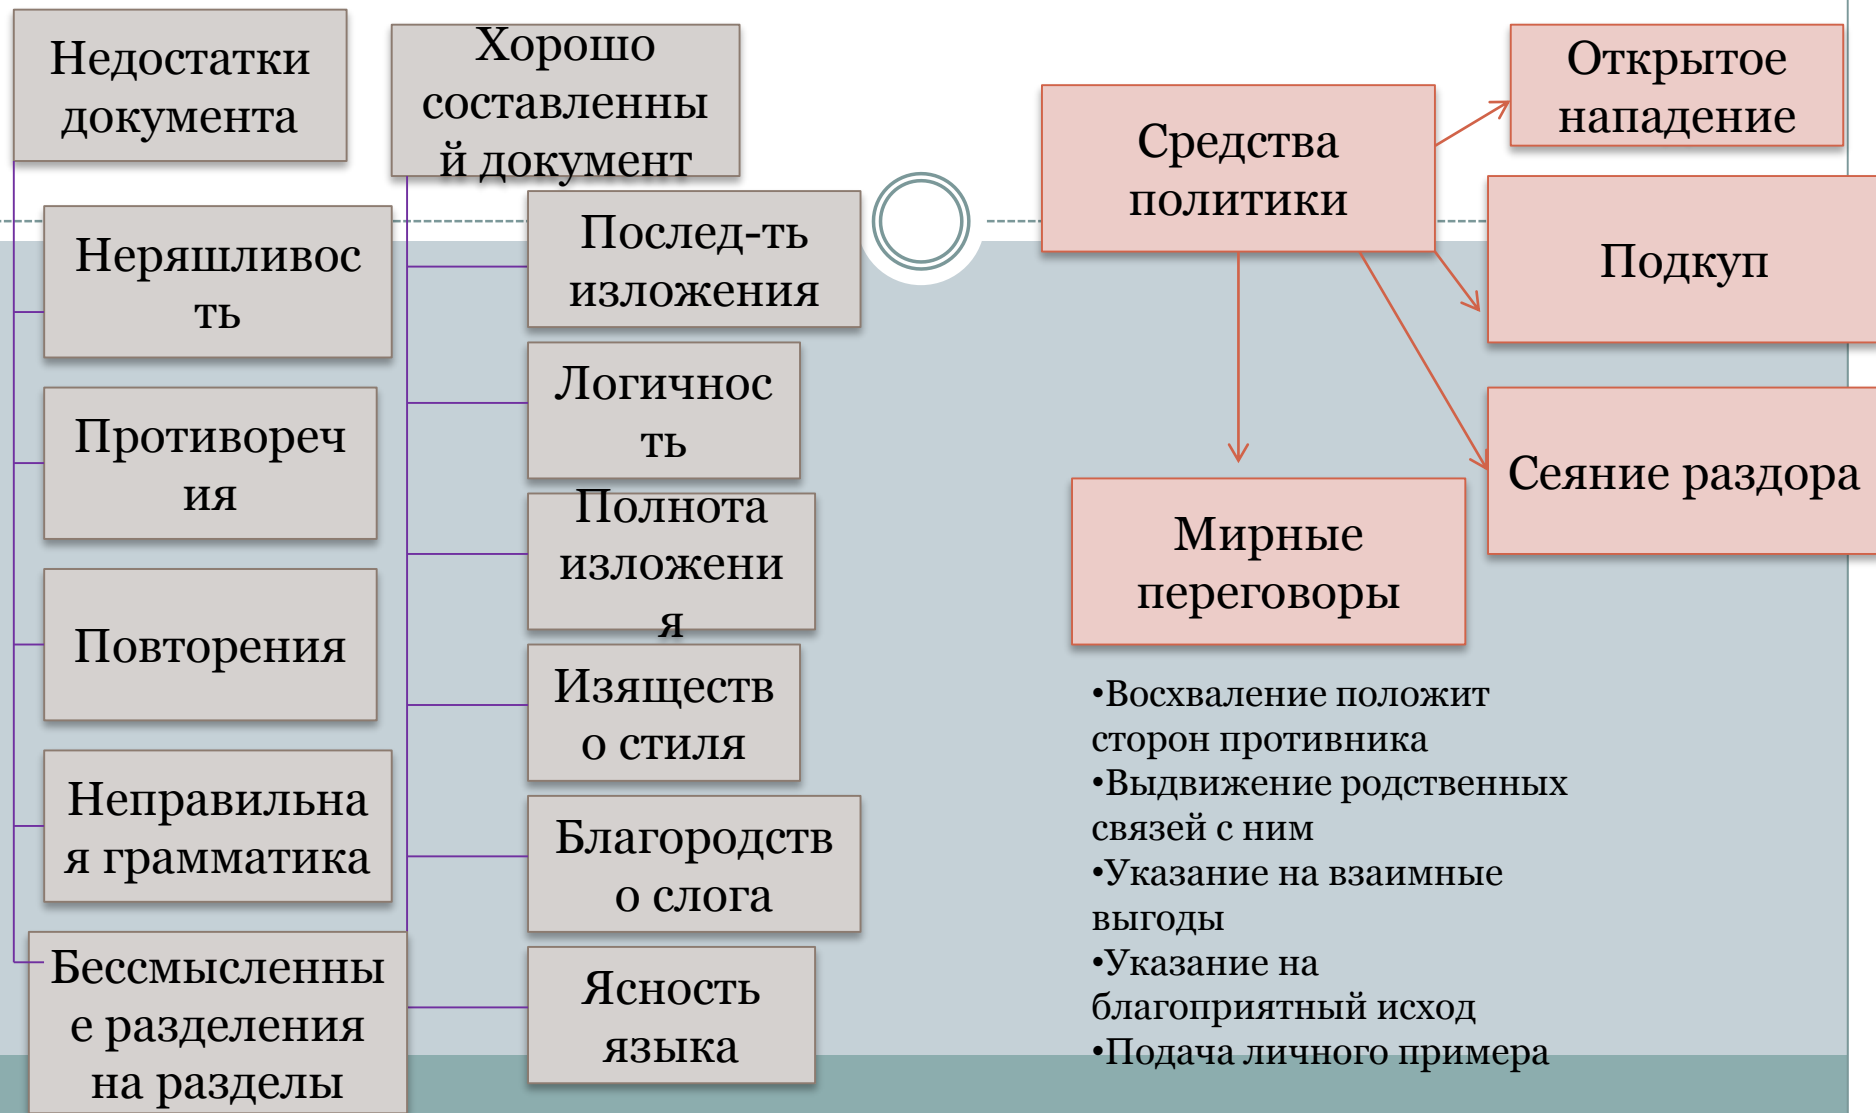 Недостатки
документа
Неряшливос
ть
Противореч
ия
Повторения
Неправильна
я грамматика
Бессмысленны
е разделения
на разделы
Хорошо
составленны
й документ
Послед-ть
изложения
Логичнос
ть
Полнота
изложени
я
Изяществ
о стиля
Благородств
о слога
Ясность
языка
Средства
политики
Открытое
нападение
Подкуп
Сеяние раздора
Мирные
переговоры
•Восхваление положит
сторон противника
•Выдвижение родственных
связей с ним
•Указание на взаимные
выгоды
•Указание на
благоприятный исход
•Подача личного примера